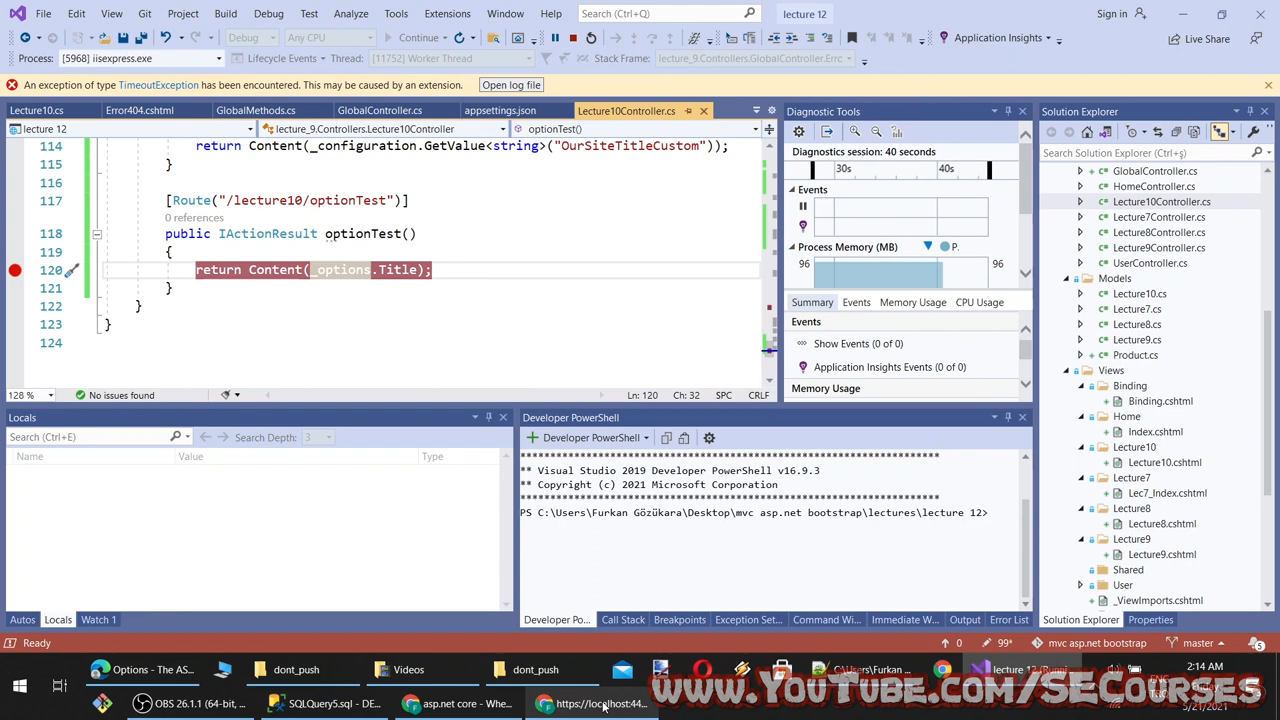 File Edit View Git Project Build Debug Test Analyze Tools Extensions Window Help Search (Ctrl+Q) lecture 12 Sign in
Debug Any CPU Continue Application Insights Live Share
Process: [5968] iisexpress.exe Lifecycle Events Thread: [11752] Worker Thread Stack Frame: lecture_9.Controllers.GlobalController.Errc
An exception of type TimeoutException has been encountered. This may be caused by an extension. Open log file
Lecture10.cs Error404.cshtml GlobalMethods.cs GlobalController.cs appsettings.json Lecture10Controller.cs
lecture 12 lecture_9.Controllers.Lecture10Controller optionTest()
114 return Content(_configuration.GetValue<string>("OurSiteTitleCustom"));
115 }
116
117 [Route("/lecture10/optionTest")]
0 references
118 public IActionResult optionTest()
119 {
120 return Content(_options.Title);
121 }
122 }
123 }
124
128 % No issues found Ln: 120 Ch: 32 SPC CRLF
Diagnostic Tools
Diagnostics session: 40 seconds
30s 40s
Events
Process Memory (MB) P.
96 96
Summary Events Memory Usage CPU Usage
Events
Show Events (0 of 0)
Application Insights Events (0 of 0)
Memory Usage
Solution Explorer
Search Solution Explorer (Ctrl+ş)
GlobalController.cs
HomeController.cs
Lecture10Controller.cs
Lecture7Controller.cs
Lecture8Controller.cs
Lecture9Controller.cs
UserController.cs
Models
Lecture10.cs
Lecture7.cs
Lecture8.cs
Lecture9.cs
Product.cs
Views
Binding
Binding.cshtml
Home
Index.cshtml
Lecture10
Lecture10.cshtml
Lecture7
Lec7_Index.cshtml
Lecture8
Lecture8.cshtml
Lecture9
Lecture9.cshtml
Shared
User
_ViewImports.cshtml
Solution Explorer Properties
Locals
Search (Ctrl+E) Search Depth: 3
Name Value Type
Autos Locals Watch 1
Developer PowerShell
Developer PowerShell
**********************************************************************
** Visual Studio 2019 Developer PowerShell v16.9.3
** Copyright (c) 2021 Microsoft Corporation
**********************************************************************
PS C:\Users\Furkan Gözükara\Desktop\mvc asp.net bootstrap\lectures\lecture 12>
Developer Po... Call Stack Breakpoints Exception Set... Command Wi... Immediate W... Output Error List
Ready 0 99* mvc asp.net bootstrap master 5
Options - The AS... dont_push Videos dont_push C:\Users\Furkan lecture 12 (Runni 2:14 AM
ENG Friday
OBS 26.1.1 (64-bit, ... SQLQuery5.sql - DE... asp.net core - Whe... https://localhost:44... 5/21/2021 5
www.YouTube.com/SECourses